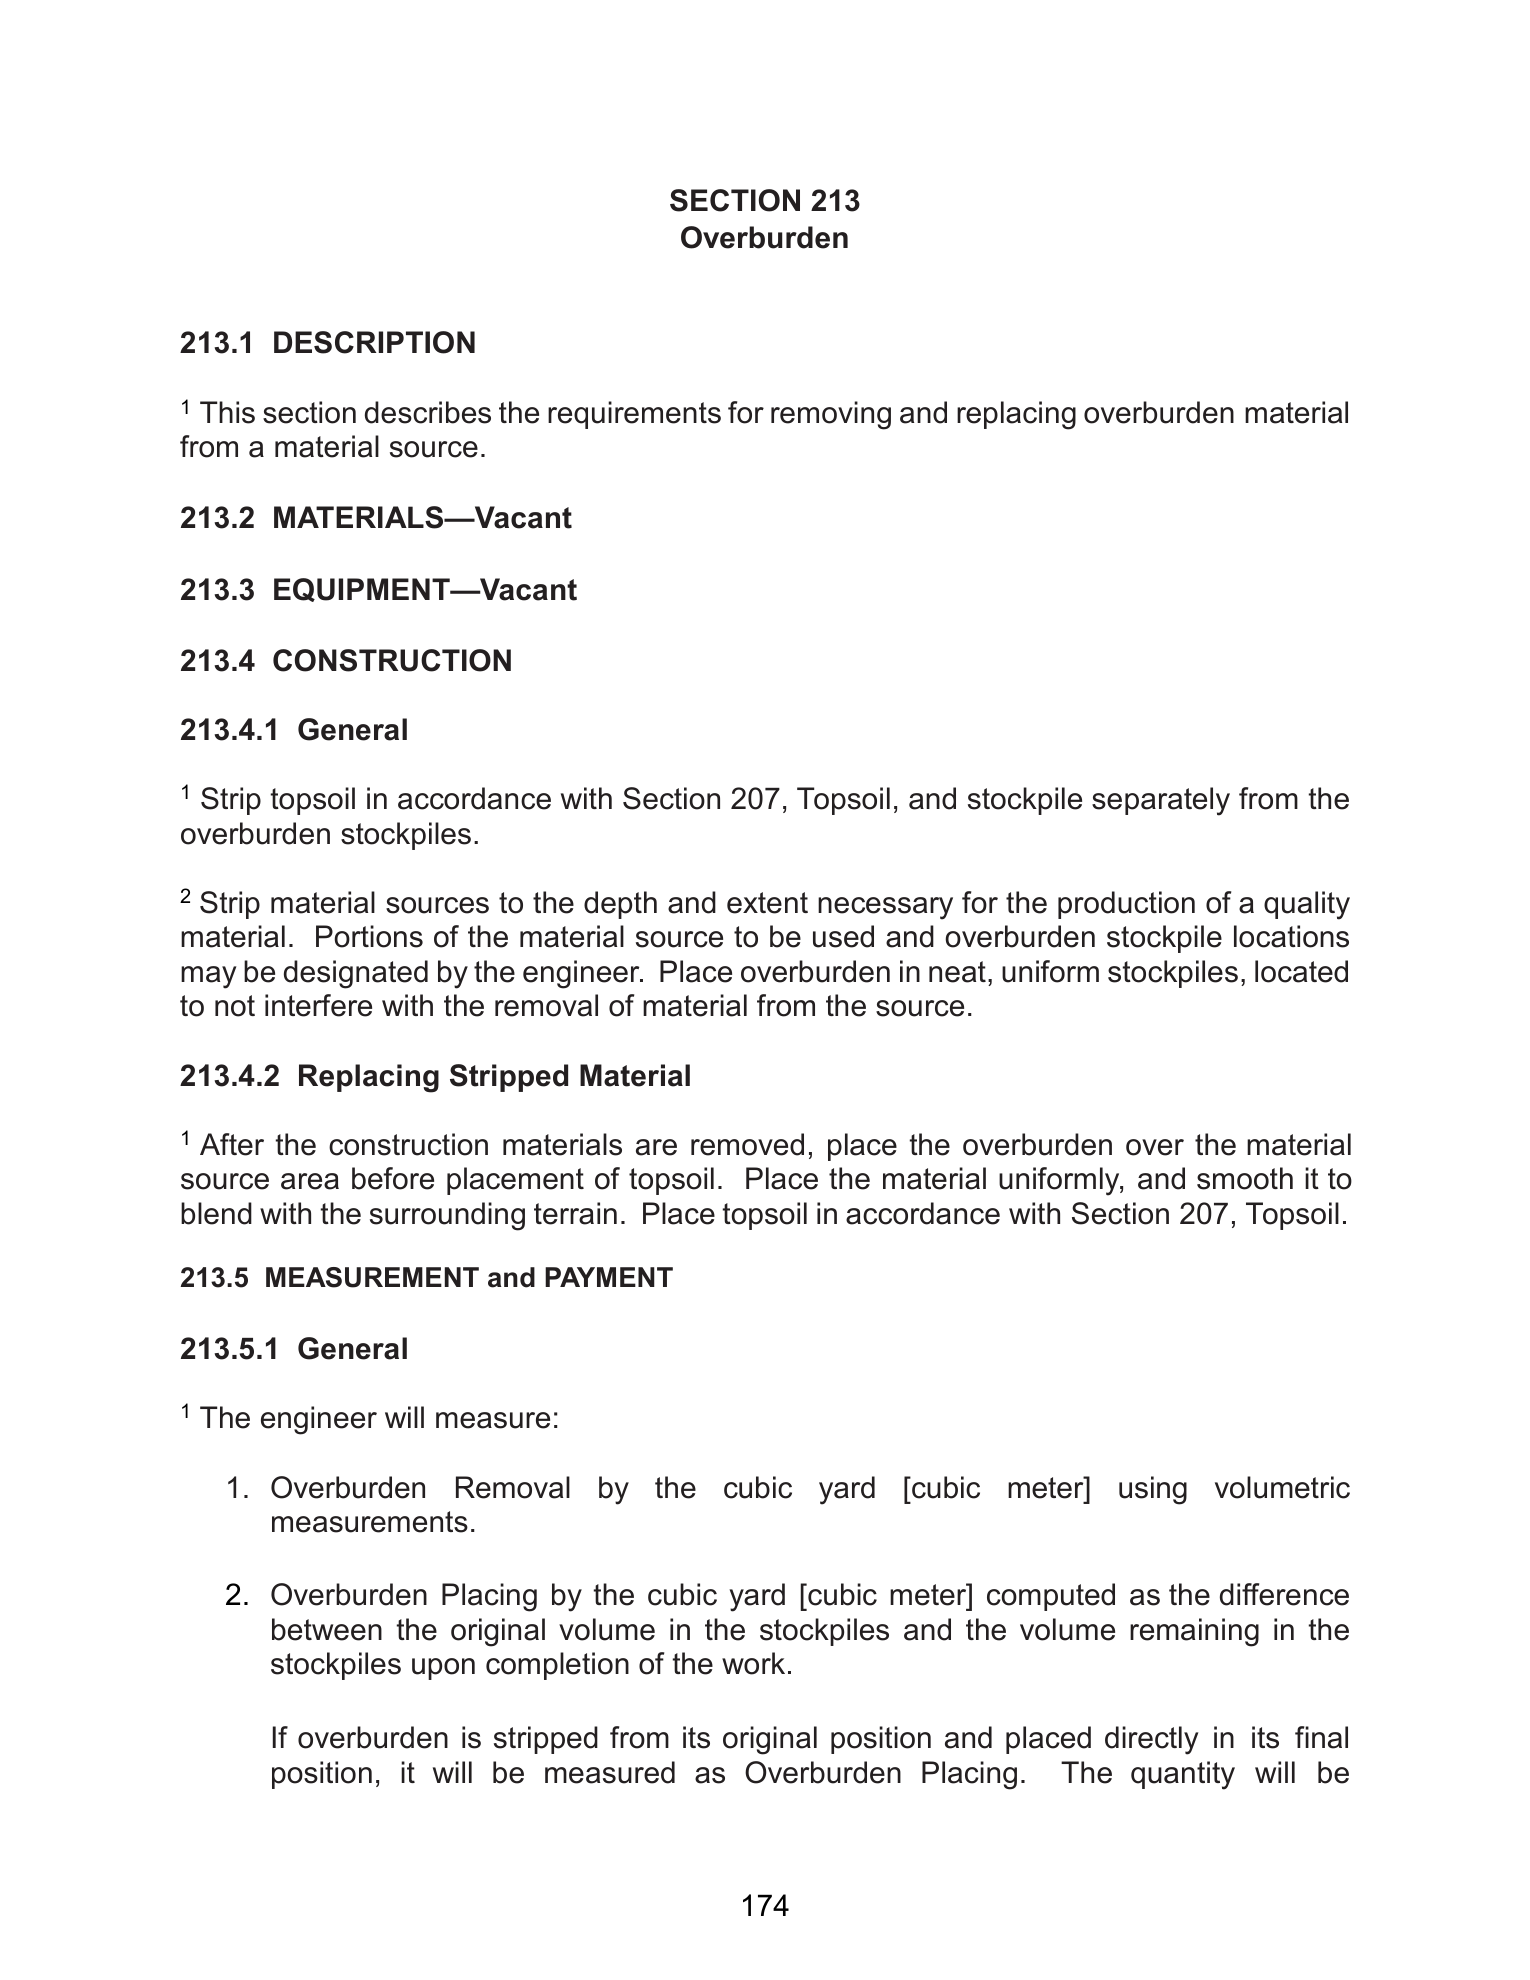 SECTION 213
Overburden
213.1 DESCRIPTION
1 This section describes the requirements for removing and replacing overburden material
from a material source.
213.2 MATERIALS—Vacant
213.3 EQUIPMENT—Vacant
213.4 CONSTRUCTION
213.4.1 General
1 Strip topsoil in accordance with Section 207, Topsoil, and stockpile separately from the
overburden stockpiles.
2 Strip material sources to the depth and extent necessary for the production of a quality
material. Portions of the material source to be used and overburden stockpile locations
may be designated by the engineer. Place overburden in neat, uniform stockpiles, located
to not interfere with the removal of material from the source.
213.4.2 Replacing Stripped Material
1 After the construction materials are removed, place the overburden over the material
source area before placement of topsoil. Place the material uniformly, and smooth it to
blend with the surrounding terrain. Place topsoil in accordance with Section 207, Topsoil.
213.5 MEASUREMENT and PAYMENT
213.5.1 General
1 The engineer will measure:
1. Overburden Removal by the cubic yard [cubic meter] using volumetric
measurements.
2. Overburden Placing by the cubic yard [cubic meter] computed as the difference
between the original volume in the stockpiles and the volume remaining in the
stockpiles upon completion of the work.
If overburden is stripped from its original position and placed directly in its final
position, it will be measured as Overburden Placing. The quantity will be
174